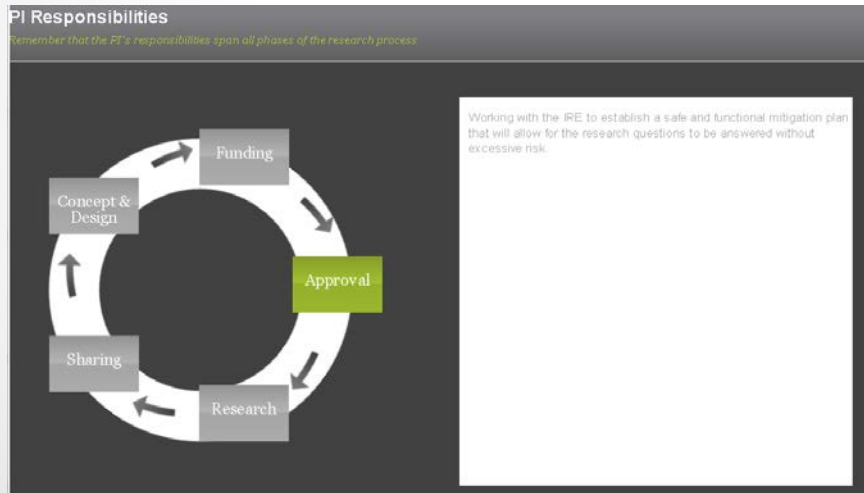 PI Responsibilities
Remember that the PI's responsibilities span all phases of the research process
Funding
Concept &
Design
Approval
Sharing
Research
Working with the IRE to establish a safe and functional mitigation plan
that will allow for the research questions to be answered without
excessive risk.